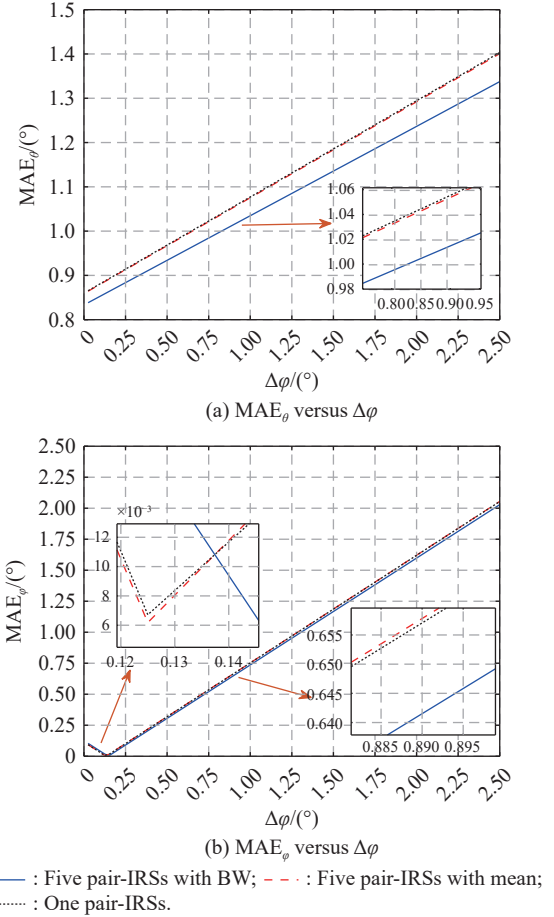 1.5
1.4
1.3
1.2
1.1
1.0
0.9
0.8
MAE_θ/(°)
1.06
1.04
1.02
1.00
0.98
0.80 0.85 0.90 0.95
0 0.25 0.50 0.75 1.00 1.25 1.50 1.75 2.00 2.25 2.50
Δφ/(°)
(a) MAE_θ versus Δφ
2.50
2.25
2.00
1.75
1.50
1.25
1.00
0.75
0.50
0.25
0
MAE_φ/(°)
×10⁻³
12
10
8
6
0.12 0.13 0.14
0.655
0.650
0.645
0.640
0.885 0.890 0.895
0 0.25 0.50 0.75 1.00 1.25 1.50 1.75 2.00 2.25 2.50
Δφ/(°)
(b) MAE_φ versus Δφ
: Five pair-IRSs with BW; : Five pair-IRSs with mean;
: One pair-IRSs.